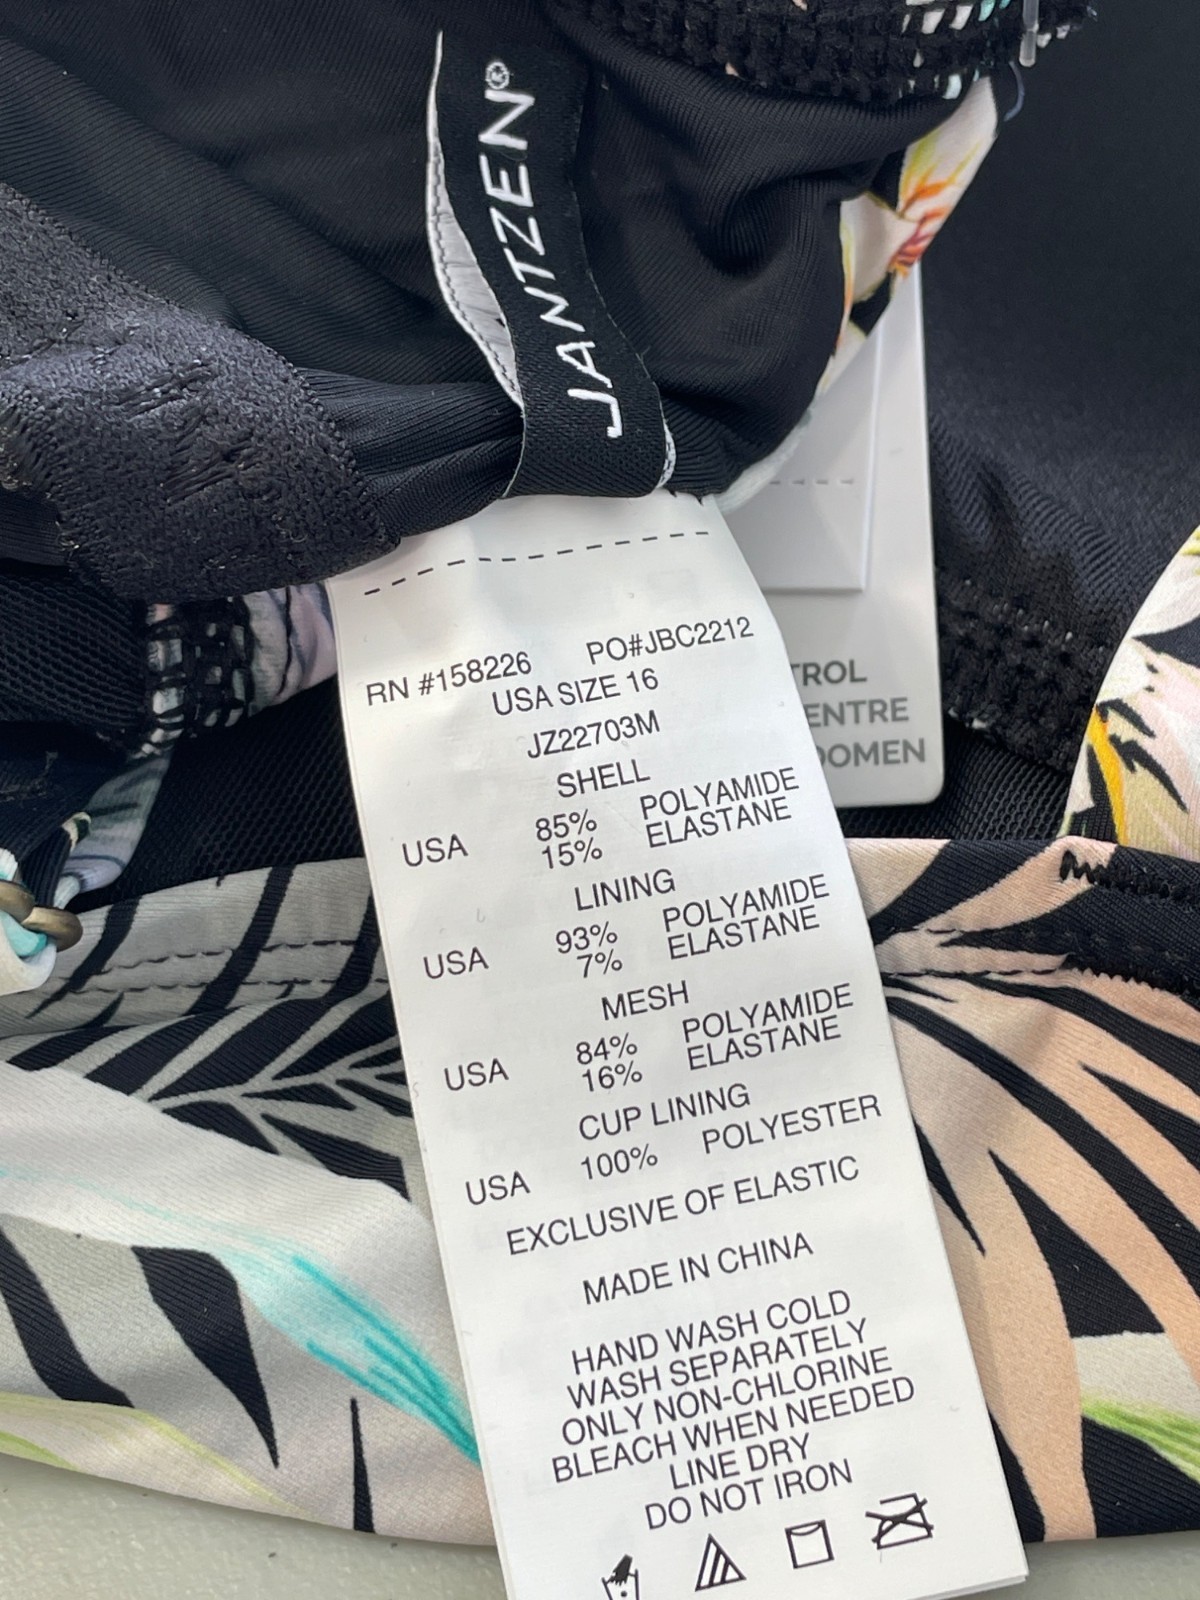 JANTZEN®
RN #158226 PO#JBC2212
USA SIZE 16
JZ22703M
SHELL
USA 85% POLYAMIDE
15% ELASTANE
LINING
USA 93% POLYAMIDE
7% ELASTANE
MESH
USA 84% POLYAMIDE
16% ELASTANE
CUP LINING
USA 100% POLYESTER
EXCLUSIVE OF ELASTIC
MADE IN CHINA
HAND WASH COLD
WASH SEPARATELY
ONLY NON-CHLORINE
BLEACH WHEN NEEDED
LINE DRY
DO NOT IRON
TROL
ENTRE
DOMEN